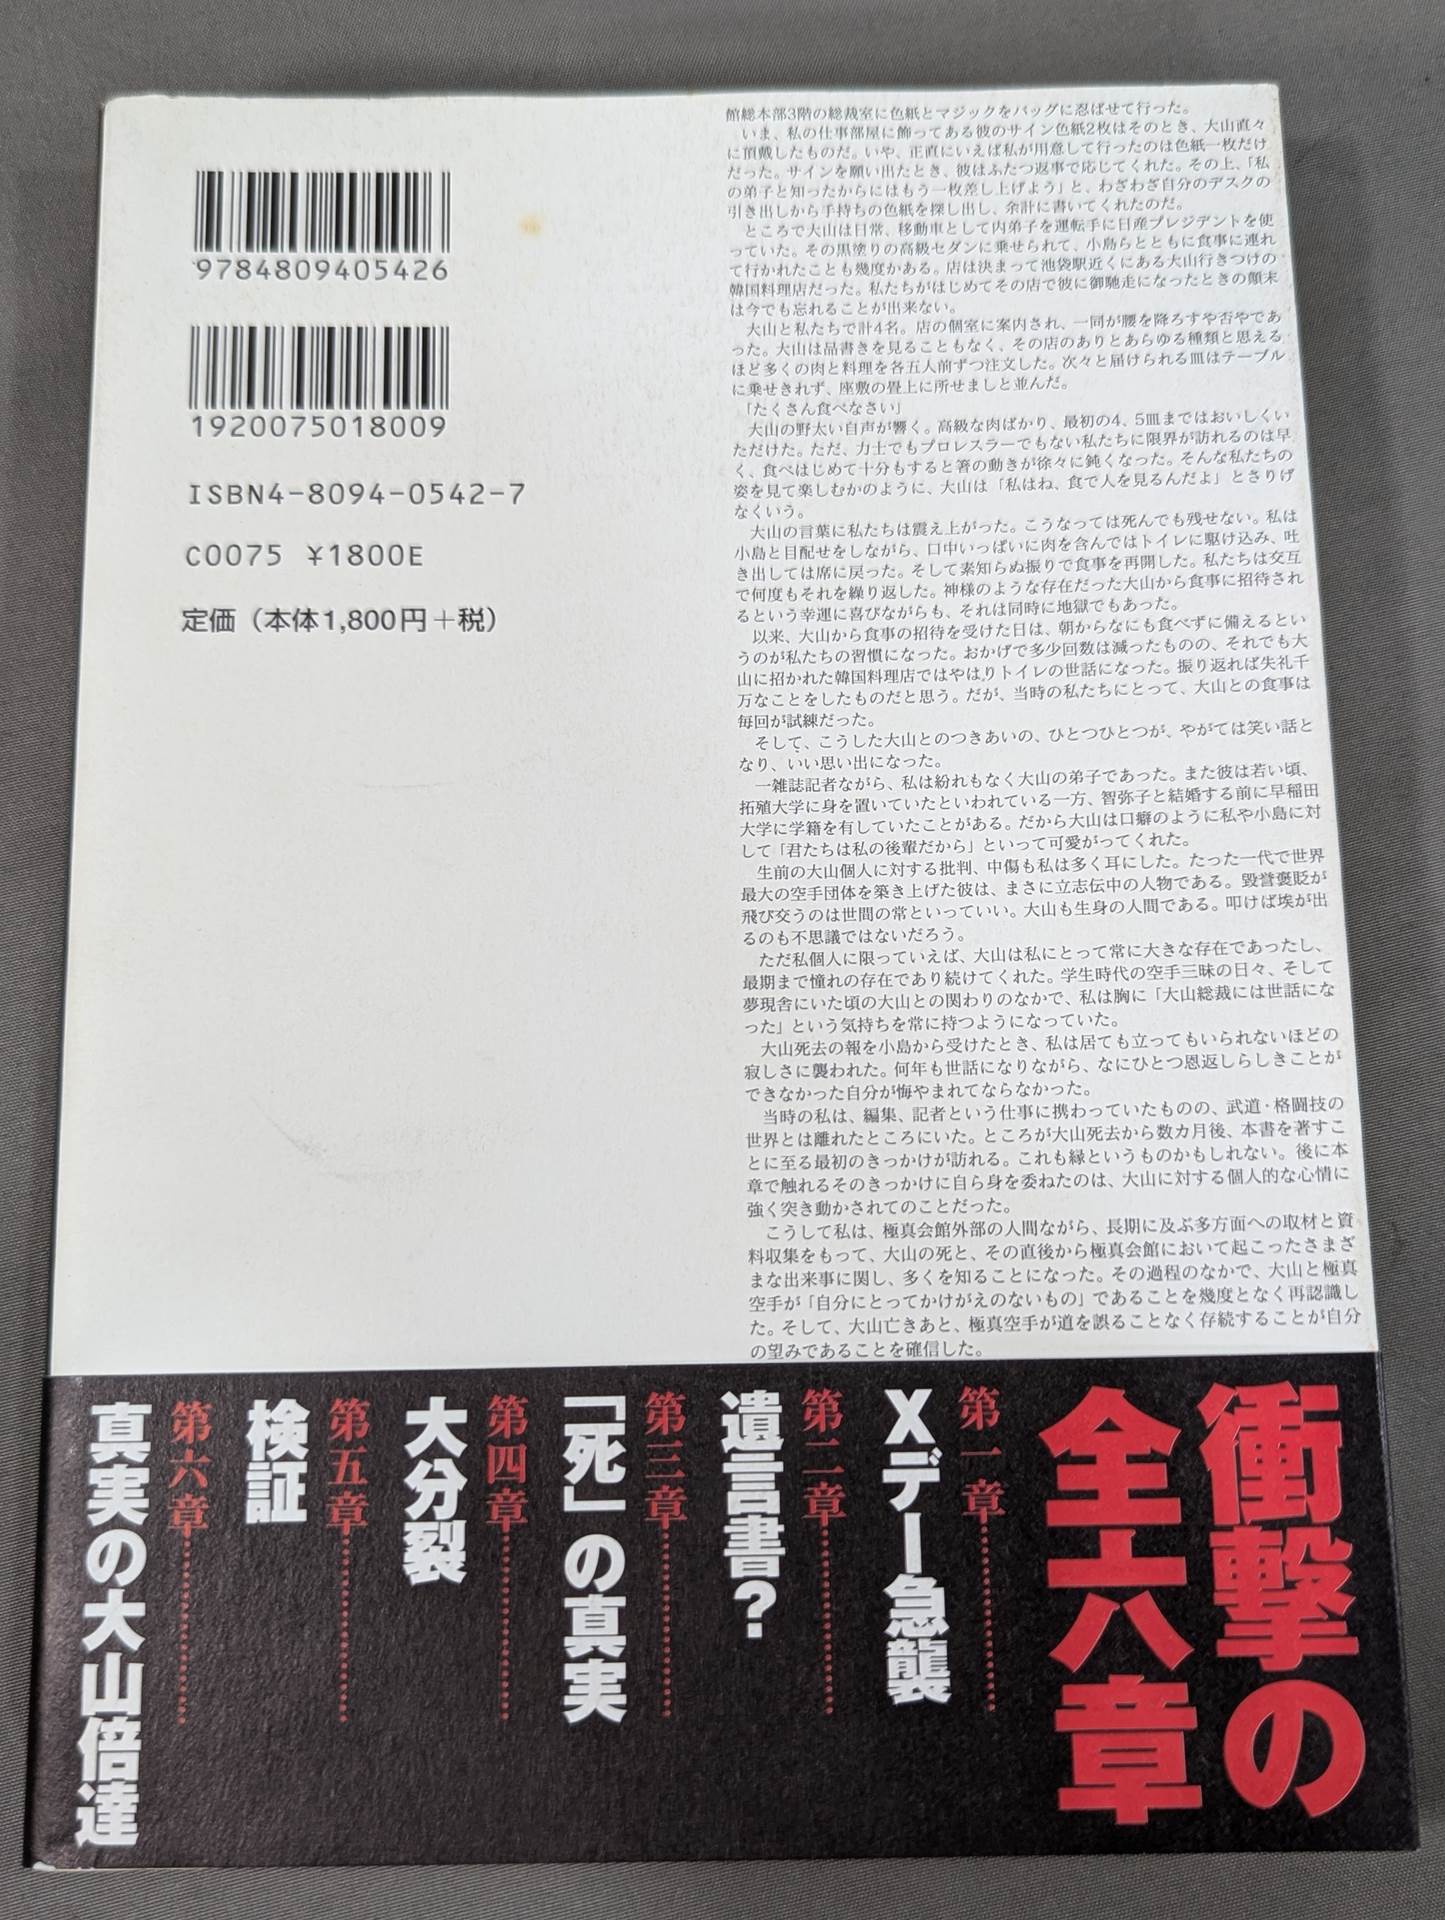 9784809405426
1920075018009
ISBN4-8094-0542-7
C0075 ¥1800E
定価（本体1,800円＋税）
館総本部3階の総裁室に色紙とマジックをバッグに忍ばせて行った。
いま、私の仕事部屋に飾ってある彼のサイン色紙2枚はそのとき、大山直々
に頂戴したものだ。いや、正直にいえば私が用意して行ったのは色紙一枚だけ
だった。サインを願い出たとき、彼はふたつ返事で応じてくれた。その上、「私
の弟子と知ったからにはもう一枚差し上げよう」と、わざわざ自分のデスクの
引き出しから手持ちの色紙を探し出し、余計に書いてくれたのだ。
ところで大山は日常、移動車として内弟子を運転手に日産プレジデントを使
っていた。その黒塗りの高級セダンに乗せられて、小島らとともに食事に連れ
て行かれたことも幾度かある。店は決まって池袋駅近くにある大山行きつけの
韓国料理店だった。私たちがはじめてその店で彼に御馳走になったときの顛末
は今でも忘れることが出来ない。
大山と私たちで計4名。店の個室に案内され、一同が腰を降ろすや否やであ
った。大山は品書きを見ることもなく、その店のありとあらゆる種類と思える
ほど多くの肉と料理を各五人前ずつ注文した。次々と届けられる皿はテーブル
に乗せきれず、座敷の畳上に所せましと並んだ。
「たくさん食べなさい」
大山の野太い自声が響く。高級な肉ばかり、最初の4、5皿まではおいしくい
ただけた。ただ、力士でもプロレスラーでもない私たちに限界が訪れるのは早
く、食べはじめて十分もすると箸の動きが徐々に鈍くなった。そんな私たちの
姿を見て楽しむかのように、大山は「私はね、食で人を見るんだよ」とさりげ
なくいう。
大山の言葉に私たちは震え上がった。こうなっては死んでも残せない。私は
小島と目配せをしながら、口中いっぱいに肉を含んではトイレに駆け込み、吐
き出しては席に戻った。そして素知らぬ振りで食事を再開した。私たちは交互
で何度もそれを繰り返した。神様のような存在だった大山から食事に招待され
るという幸運に喜びながらも、それは同時に地獄でもあった。
以来、大山から食事の招待を受けた日は、朝からなにも食べずに備えるとい
うのが私たちの習慣になった。おかげで多少回数は減ったものの、それでも大
山に招かれた韓国料理店ではやはりトイレの世話になった。振り返れば失礼千
万なことをしたものだと思う。だが、当時の私たちにとって、大山との食事は
毎回が試練だった。
そして、こうした大山とのつきあいの、ひとつひとつが、やがては笑い話と
なり、いい思い出になった。
一雑誌記者ながら、私は紛れもなく大山の弟子であった。また彼は若い頃、
拓殖大学に身を置いていたといわれている一方、智弥子と結婚する前に早稲田
大学に学籍を有していたことがある。だから大山は口癖のように私や小島に対
して「君たちは私の後輩だから」といって可愛がってくれた。
生前の大山個人に対する批判、中傷も私は多く耳にした。たった一代で世界
最大の空手団体を築き上げた彼は、まさに立志伝中の人物である。毀誉褒貶が
飛び交うのは世間の常といっていい。大山も生身の人間である。叩けば埃が出
るのも不思議ではないだろう。
ただ私個人に限っていえば、大山は私にとって常に大きな存在であったし、
最期まで憧れの存在であり続けてくれた。学生時代の空手三昧の日々、そして
夢現舎にいた頃の大山との関わりのなかで、私は胸に「大山総裁には世話にな
った」という気持ちを常に持つようになっていた。
大山死去の報を小島から受けたとき、私は居ても立ってもいられないほどの
寂しさに襲われた。何年も世話になりながら、なにひとつ恩返しらしきことが
できなかった自分が悔やまれてならなかった。
当時の私は、編集、記者という仕事に携わっていたものの、武道・格闘技の
世界とは離れたところにいた。ところが大山死去から数カ月後、本書を著すこ
とに至る最初のきっかけが訪れる。これも縁というものかもしれない。後に本
章で触れるそのきっかけに自ら身を委ねたのは、大山に対する個人的な心情に
強く突き動かされてのことだった。
こうして私は、極真会館外部の人間ながら、長期に及ぶ多方面への取材と資
料収集をもって、大山の死と、その直後から極真会館において起こったさまざ
まな出来事に関し、多くを知ることになった。その過程のなかで、大山と極真
空手が「自分にとってかけがえのないもの」であることを幾度となく再認識し
た。そして、大山亡きあと、極真空手が道を誤ることなく存続することが自分
の望みであることを確信した。
衝撃の
全六章
第一章…………
Xデー急襲
第二章…………
遺言書？
第三章…………
「死」の真実
第四章…………
大分裂
第五章…………
検証
第六章…………
真実の大山倍達